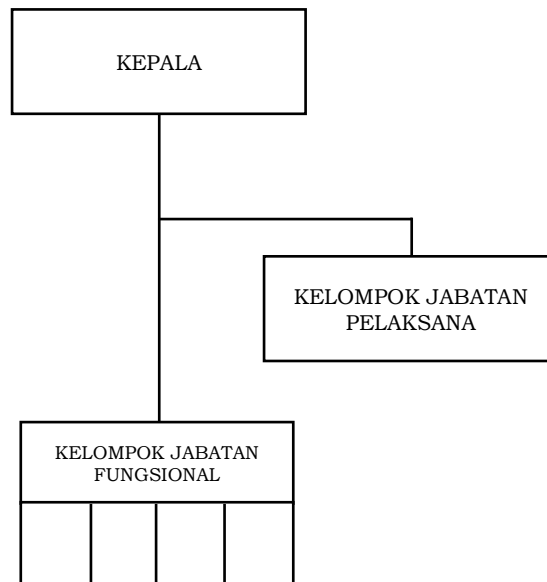 KEPALA
KELOMPOK JABATAN
PELAKSANA
KELOMPOK JABATAN
FUNGSIONAL